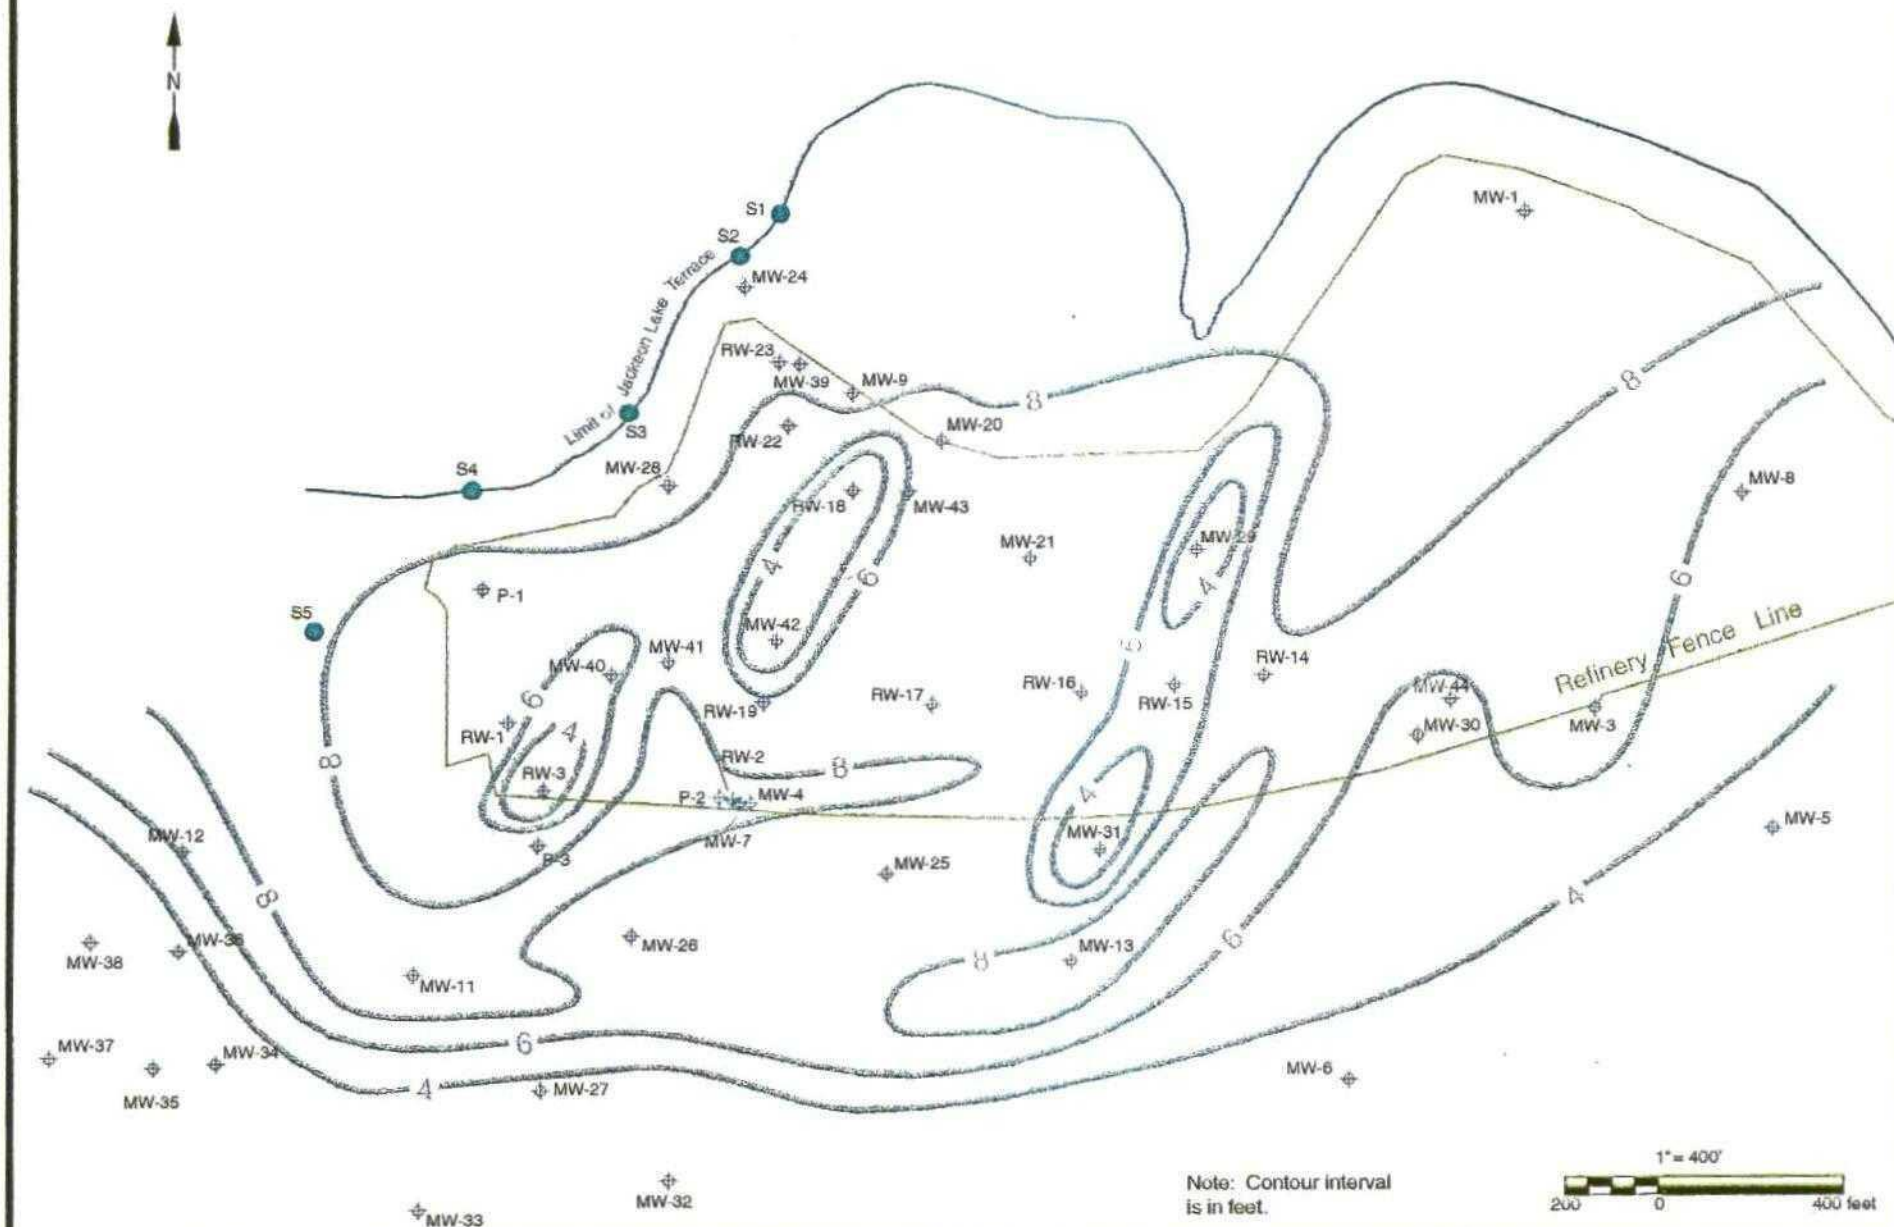 N
MW-1
S1
S2
MW-24
Limit of Jackson Lake Terrace
RW-23
MW-39
MW-9
8
8
S3
MW-20
RW-22
MW-28
S4
MW-8
RW-18
MW-43
MW-21
MW-29
4
6
4
6
P-1
S5
MW-42
6
Refinery Fence Line
MW-41
MW-40
RW-14
RW-16
RW-15
MW-44
RW-17
RW-19
6
MW-3
MW-30
RW-1
4
RW-2
8
8
RW-3
P-2
MW-4
4
MW-5
MW-12
MW-7
MW-31
P-3
MW-25
8
4
MW-36
MW-26
MW-13
6
MW-38
8
MW-11
6
MW-37
MW-34
MW-6
4
MW-27
MW-35
1"= 400'
Note: Contour interval
is in feet.
MW-32
200 0 400 feet
MW-33